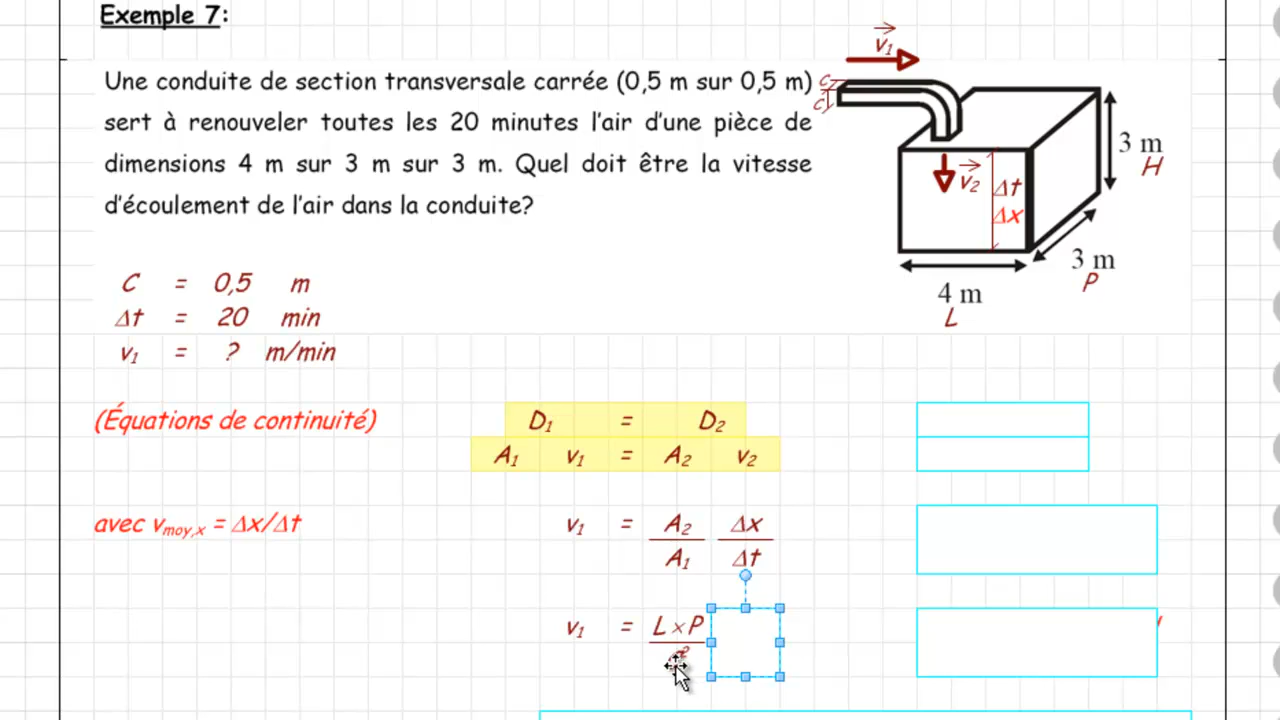 Exemple 7:
Une conduite de section transversale carrée (0,5 m sur 0,5 m)
sert à renouveler toutes les 20 minutes l'air d'une pièce de
dimensions 4 m sur 3 m sur 3 m. Quel doit être la vitesse
d'écoulement de l'air dans la conduite?
v₁
C
C
v₂
Δt
Δx
3 m
H
3 m
P
4 m
L
C = 0,5 m
Δt = 20 min
v₁ = ? m/min
(Équations de continuité) D₁ = D₂
A₁ v₁ = A₂ v₂
avec vmoy,x = Δx/Δt v₁ = A₂ Δx
A₁ Δt
v₁ = L × P